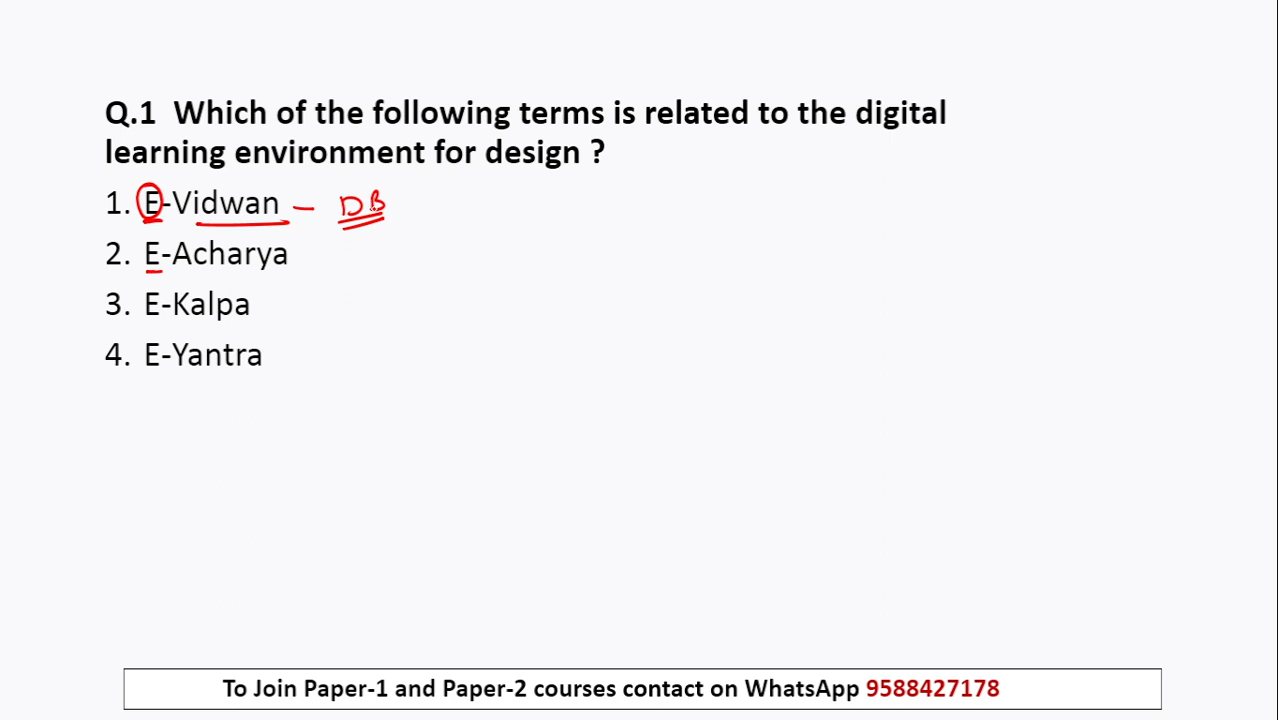 Q.1 Which of the following terms is related to the digital
learning environment for design ?
1. E-Vidwan – DB
2. E-Acharya
3. E-Kalpa
4. E-Yantra
To Join Paper-1 and Paper-2 courses contact on WhatsApp 9588427178